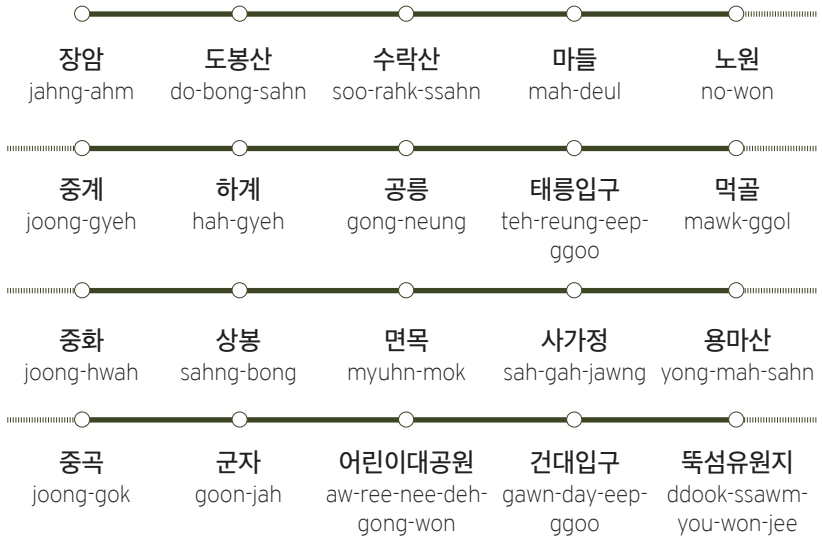 장암 도봉산 수락산 마들 노원
jahng-ahm do-bong-sahn soo-rahk-ssahn mah-deul no-won
중계 하계 공릉 태릉입구 먹골
joong-gyeh hah-gyeh gong-neung teh-reung-eep- mawk-ggol
ggoo
중화 상봉 면목 사가정 용마산
joong-hwah sahng-bong myuhn-mok sah-gah-jawng yong-mah-sahn
중곡 군자 어린이대공원 건대입구 뚝섬유원지
joong-gok goon-jah aw-ree-nee-deh- gawn-day-eep- ddook-ssawm-
gong-won ggoo you-won-jee